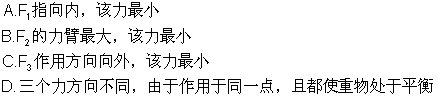 A.F₁指向内，该力最小
B.F₂的力臂最大，该力最小
C.F₃作用方向向外，该力最小
D.三个力方向不同，由于作用于同一点，且都使重物处于平衡